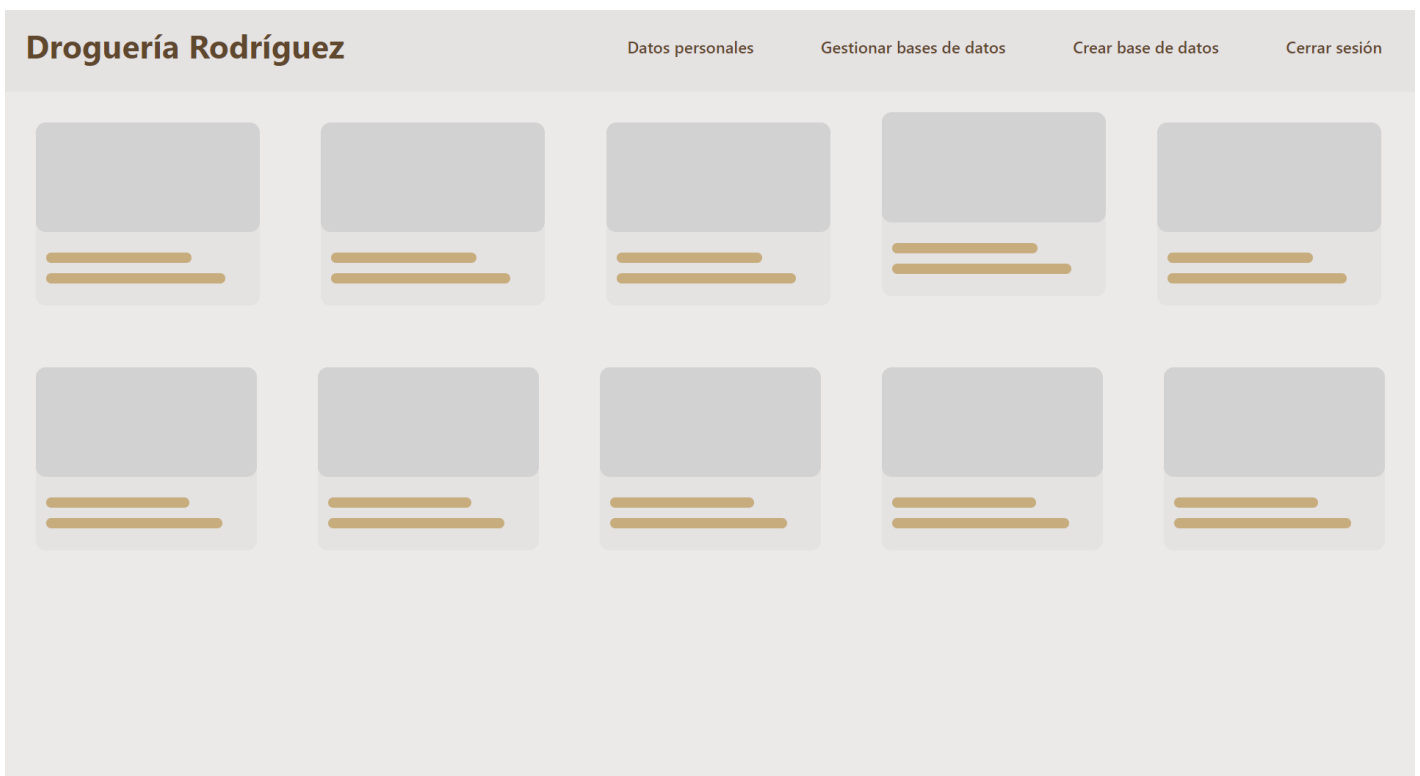 Droguería Rodríguez
Datos personales
Gestionar bases de datos
Crear base de datos
Cerrar sesión